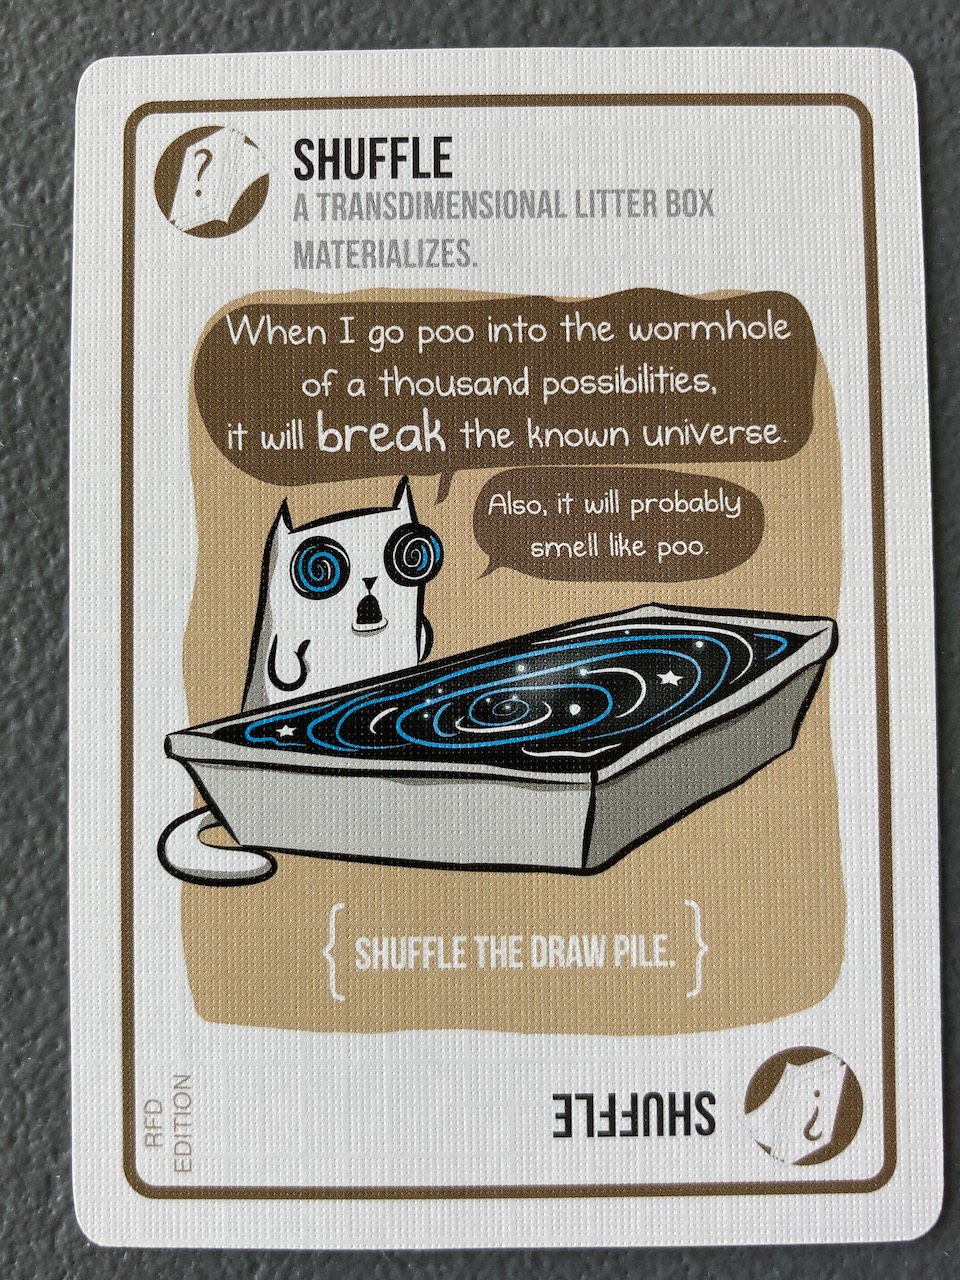 ?
SHUFFLE
A TRANSDIMENSIONAL LITTER BOX
MATERIALIZES.
When I go poo into the wormhole
of a thousand possibilities,
it will break the known universe.
Also, it will probably
smell like poo.
{ SHUFFLE THE DRAW PILE. }
RFD
EDITION
SHUFFLE
?